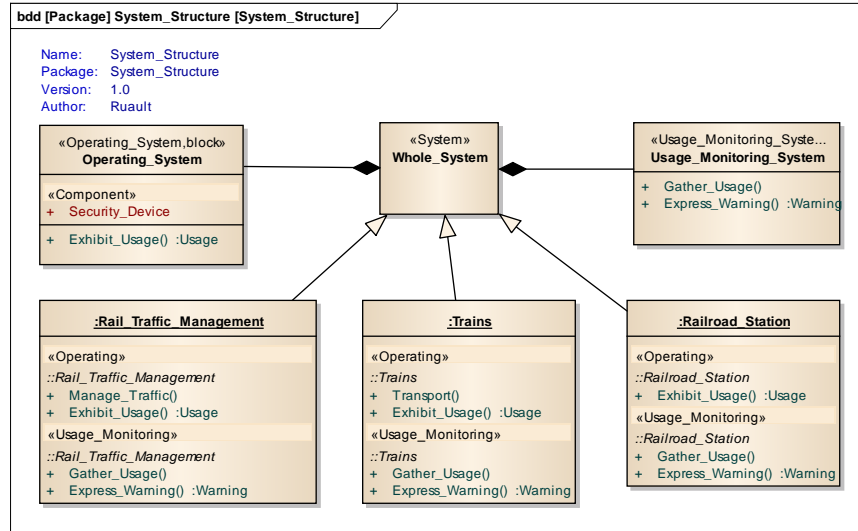 bdd [Package] System_Structure [System_Structure]
Name: System_Structure
Package: System_Structure
Version: 1.0
Author: Ruault
«Operating_System,block»
Operating_System
«Component»
+ Security_Device
+ Exhibit_Usage() :Usage
«System»
Whole_System
«Usage_Monitoring_Syste...
Usage_Monitoring_System
+ Gather_Usage()
+ Express_Warning() :Warning
:Rail_Traffic_Management
«Operating»
::Rail_Traffic_Management
+ Manage_Traffic()
+ Exhibit_Usage() :Usage
«Usage_Monitoring»
::Rail_Traffic_Management
+ Gather_Usage()
+ Express_Warning() :Warning
:Trains
«Operating»
::Trains
+ Transport()
+ Exhibit_Usage() :Usage
«Usage_Monitoring»
::Trains
+ Gather_Usage()
+ Express_Warning() :Warning
:Railroad_Station
«Operating»
::Railroad_Station
+ Exhibit_Usage() :Usage
«Usage_Monitoring»
::Railroad_Station
+ Gather_Usage()
+ Express_Warning() :Warning